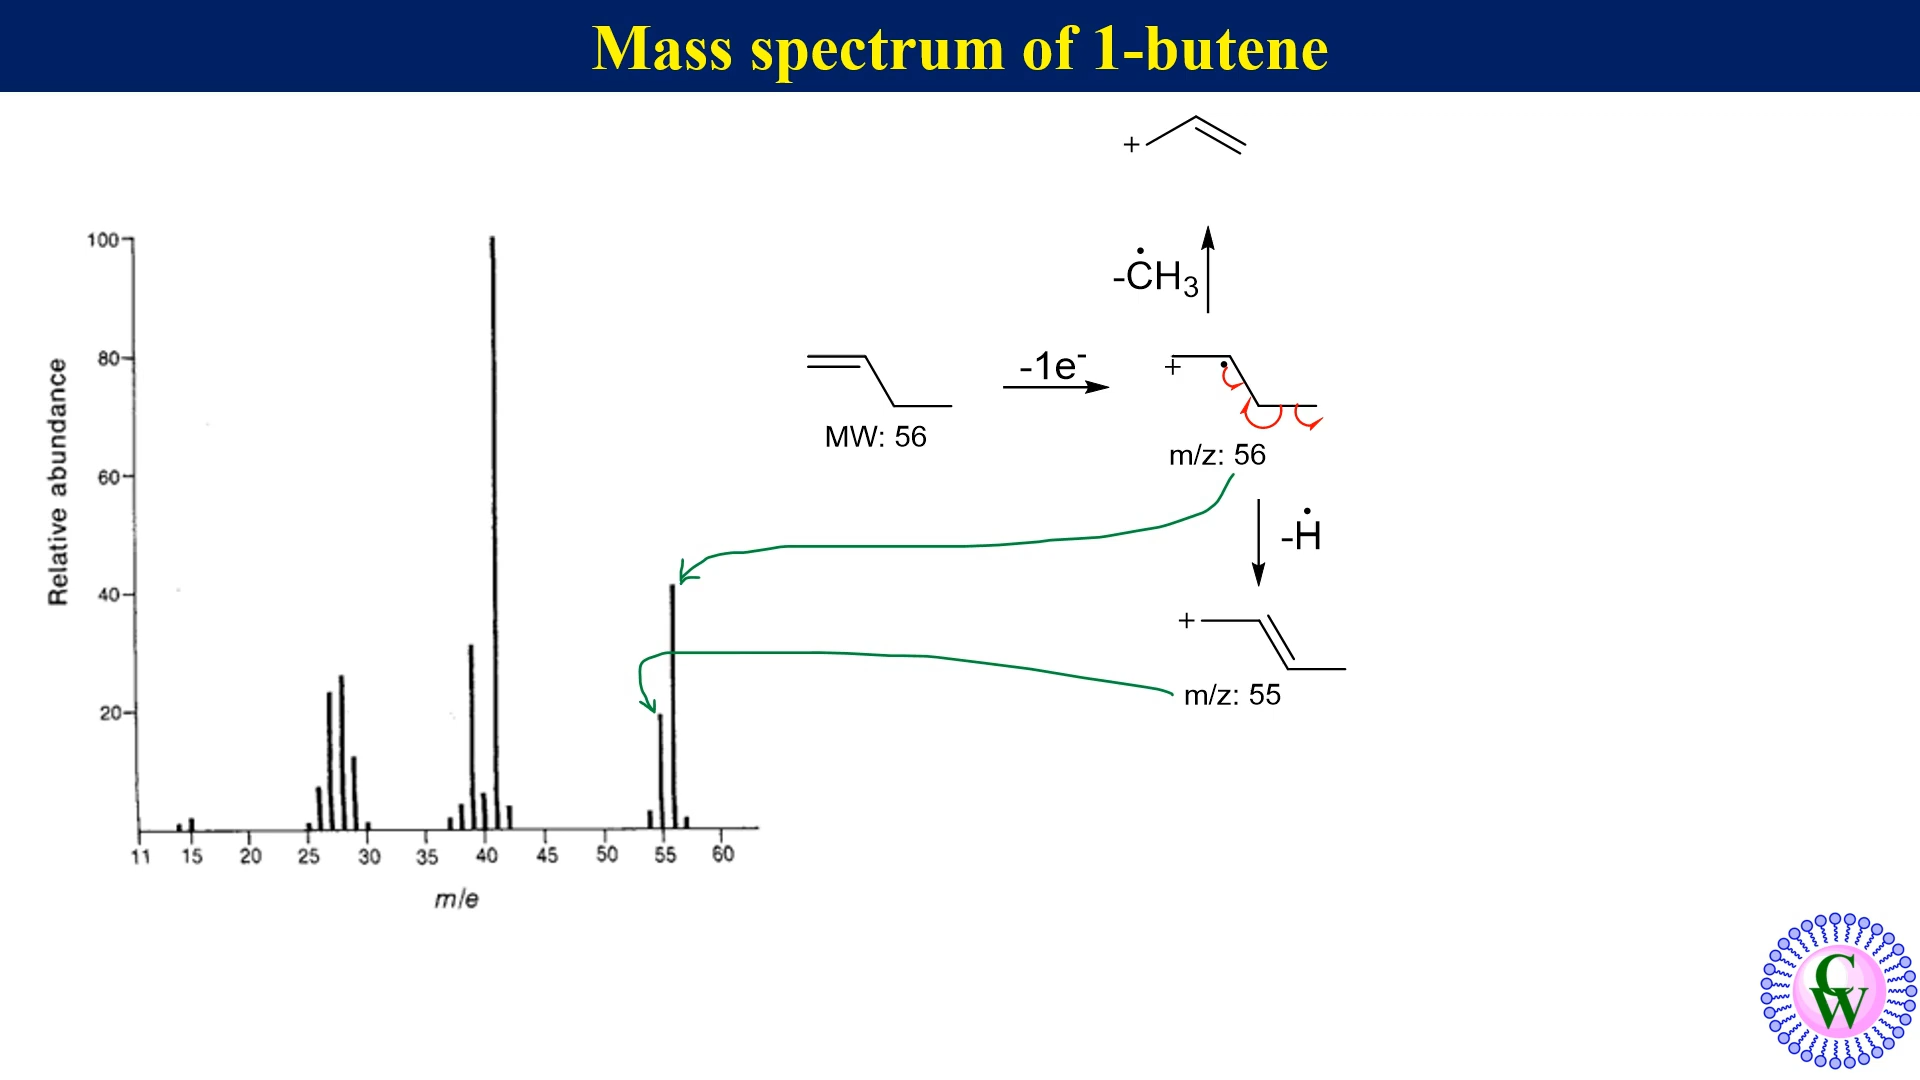 Mass spectrum of 1-butene
+
-ĊH3
-1e-
+
MW: 56
m/z: 56
-Ḣ
+
m/z: 55
Relative abundance
100
80
60
40
20
11 15 20 25 30 35 40 45 50 55 60
m/e
C
W